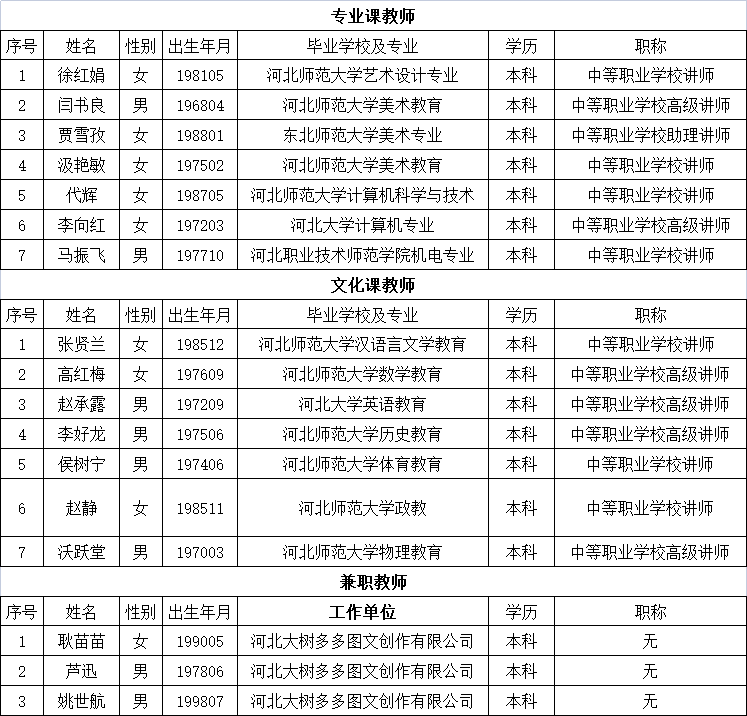 专业课教师
序号 姓名 性别 出生年月 毕业学校及专业 学历 职称
1 徐红娟 女 198105 河北师范大学艺术设计专业 本科 中等职业学校讲师
2 闫书良 男 196804 河北师范大学美术教育 本科 中等职业学校高级讲师
3 贾雪孜 女 198801 东北师范大学美术专业 本科 中等职业学校助理讲师
4 汲艳敏 女 197502 河北师范大学美术教育 本科 中等职业学校讲师
5 代辉 女 198705 河北师范大学计算机科学与技术 本科 中等职业学校讲师
6 李向红 女 197203 河北大学计算机专业 本科 中等职业学校高级讲师
7 马振飞 男 197710 河北职业技术师范学院机电专业 本科 中等职业学校讲师
文化课教师
序号 姓名 性别 出生年月 毕业学校及专业 学历 职称
1 张贤兰 女 198512 河北师范大学汉语言文学教育 本科 中等职业学校讲师
2 高红梅 女 197609 河北师范大学数学教育 本科 中等职业学校高级讲师
3 赵承露 男 197209 河北大学英语教育 本科 中等职业学校高级讲师
4 李好龙 男 197506 河北师范大学历史教育 本科 中等职业学校高级讲师
5 侯树宁 男 197406 河北师范大学体育教育 本科 中等职业学校讲师
6 赵静 女 198511 河北师范大学政教 本科 中等职业学校讲师
7 沃跃堂 男 197003 河北师范大学物理教育 本科 中等职业学校高级讲师
兼职教师
序号 姓名 性别 出生年月 工作单位 学历 职称
1 耿苗苗 女 199005 河北大树多多图文创作有限公司 本科 无
2 芦迅 男 197806 河北大树多多图文创作有限公司 本科 无
3 姚世航 男 199807 河北大树多多图文创作有限公司 本科 无